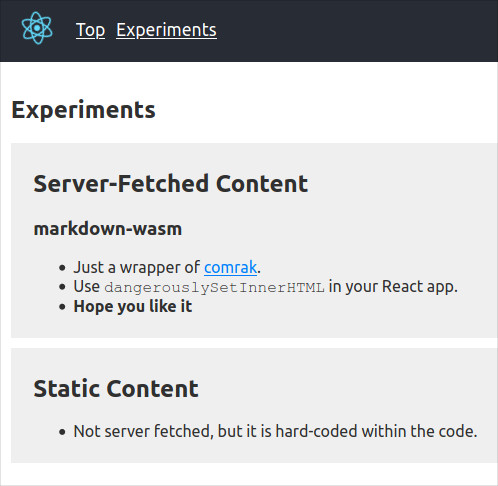 Top Experiments
Experiments
Server-Fetched Content
markdown-wasm
• Just a wrapper of comrak.
• Use dangerouslySetInnerHTML in your React app.
• Hope you like it
Static Content
• Not server fetched, but it is hard-coded within the code.